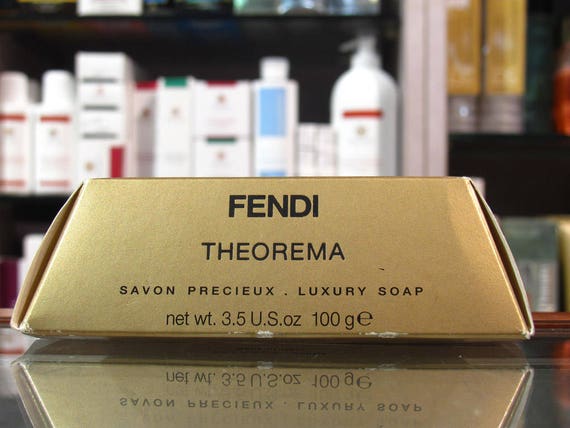 FENDI
THEOREMA
SAVON PRECIEUX . LUXURY SOAP
net wt. 3.5 U.S.oz 100 g℮